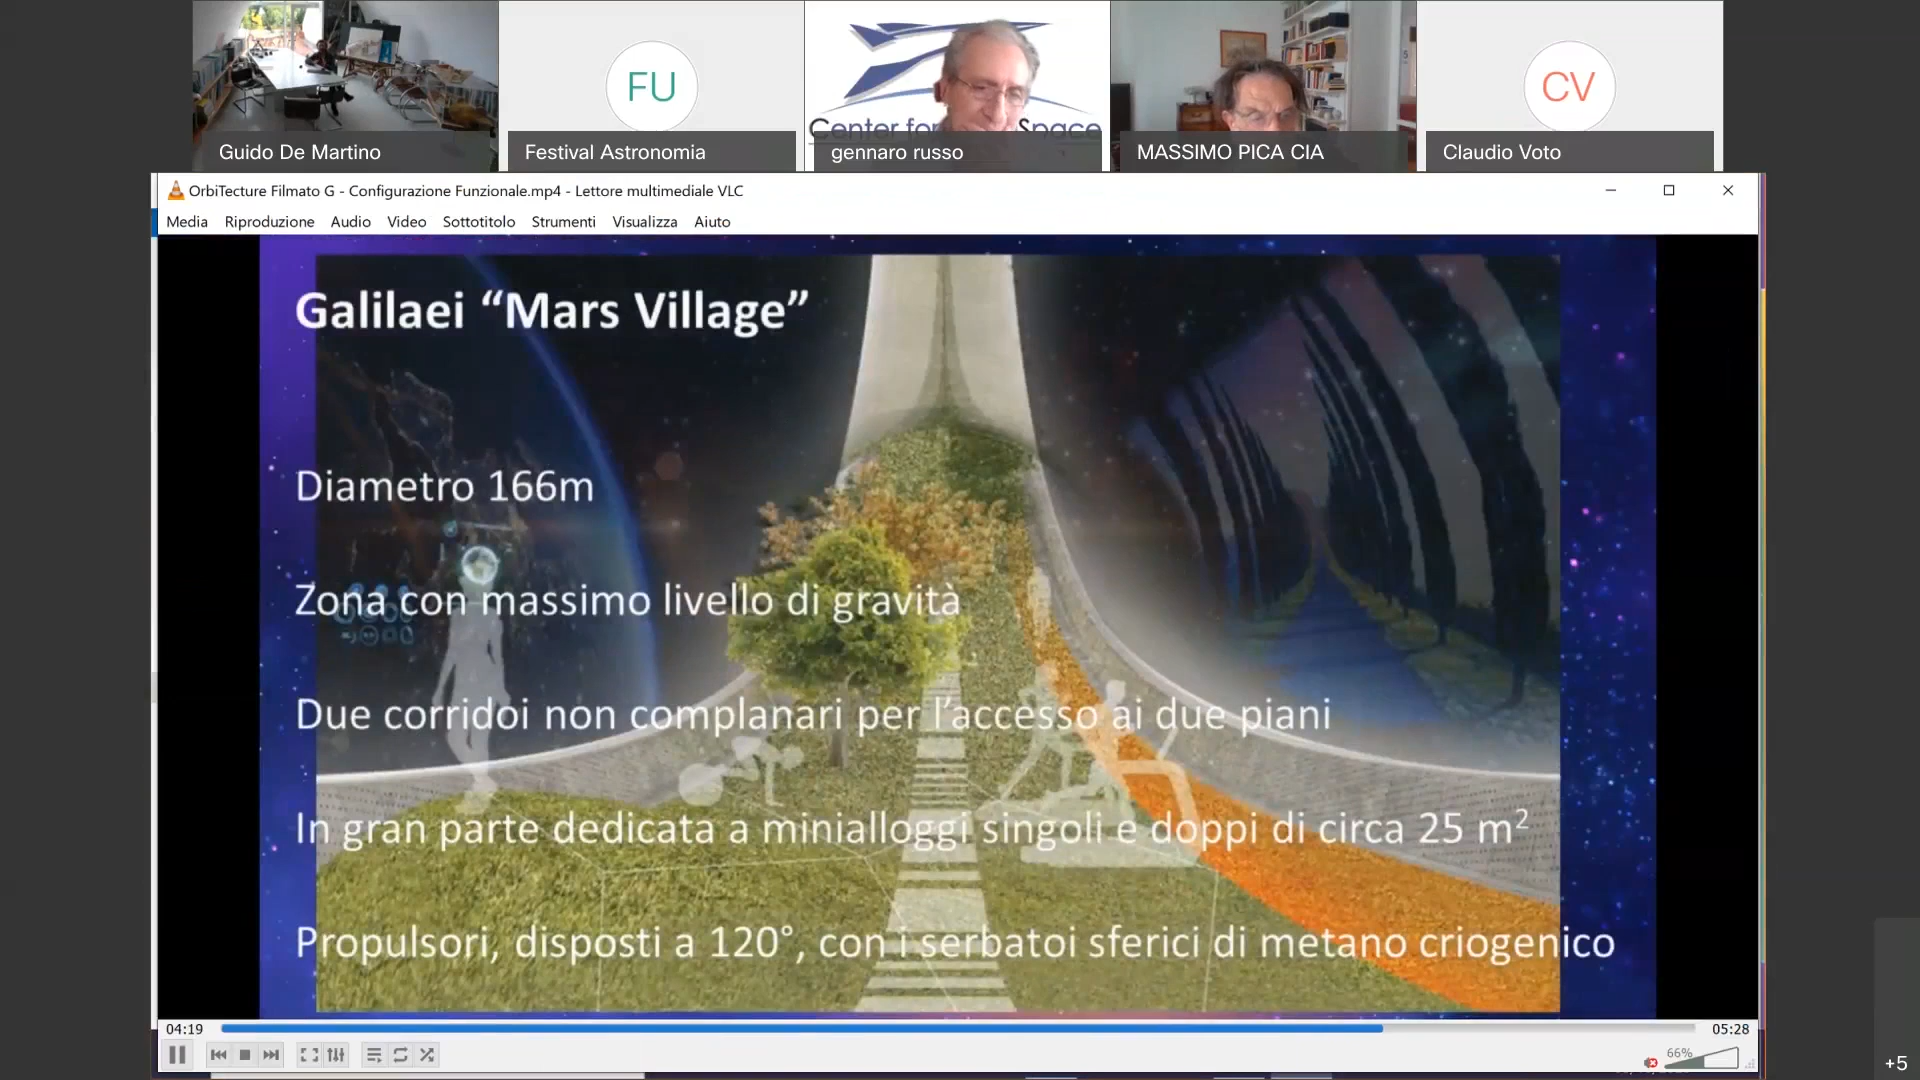 FU
CV
Center for Space
Guido De Martino
Festival Astronomia
gennaro russo
MASSIMO PICA CIA
Claudio Voto
OrbiTecture Filmato G - Configurazione Funzionale.mp4 - Lettore multimediale VLC
Media Riproduzione Audio Video Sottotitolo Strumenti Visualizza Aiuto
Galilaei “Mars Village”
Diametro 166m
Zona con massimo livello di gravità
Due corridoi non complanari per l’accesso ai due piani
In gran parte dedicata a minialloggi singoli e doppi di circa 25 m²
Propulsori, disposti a 120°, con i serbatoi sferici di metano criogenico
04:19 05:28
66%
+5